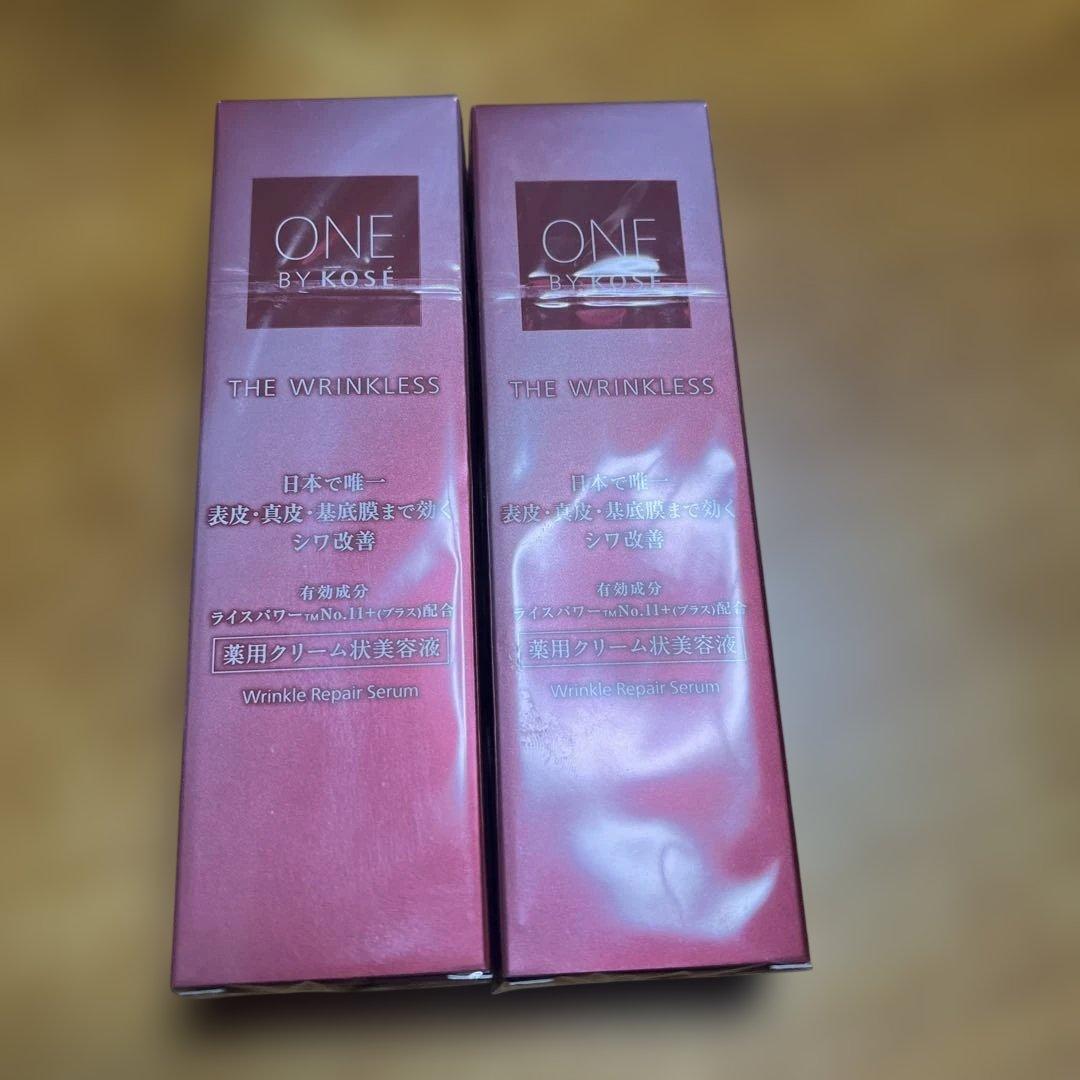 ONE
BY KOSÉ
THE WRINKLESS
日本で唯一
表皮・真皮・基底膜まで効く
シワ改善
有効成分
ライスパワー™No.11+(プラス)配合
薬用クリーム状美容液
Wrinkle Repair Serum
ONE
BY KOSÉ
THE WRINKLESS
日本で唯一
表皮・真皮・基底膜まで効く
シワ改善
有効成分
ライスパワー™No.11+(プラス)配合
薬用クリーム状美容液
Wrinkle Repair Serum